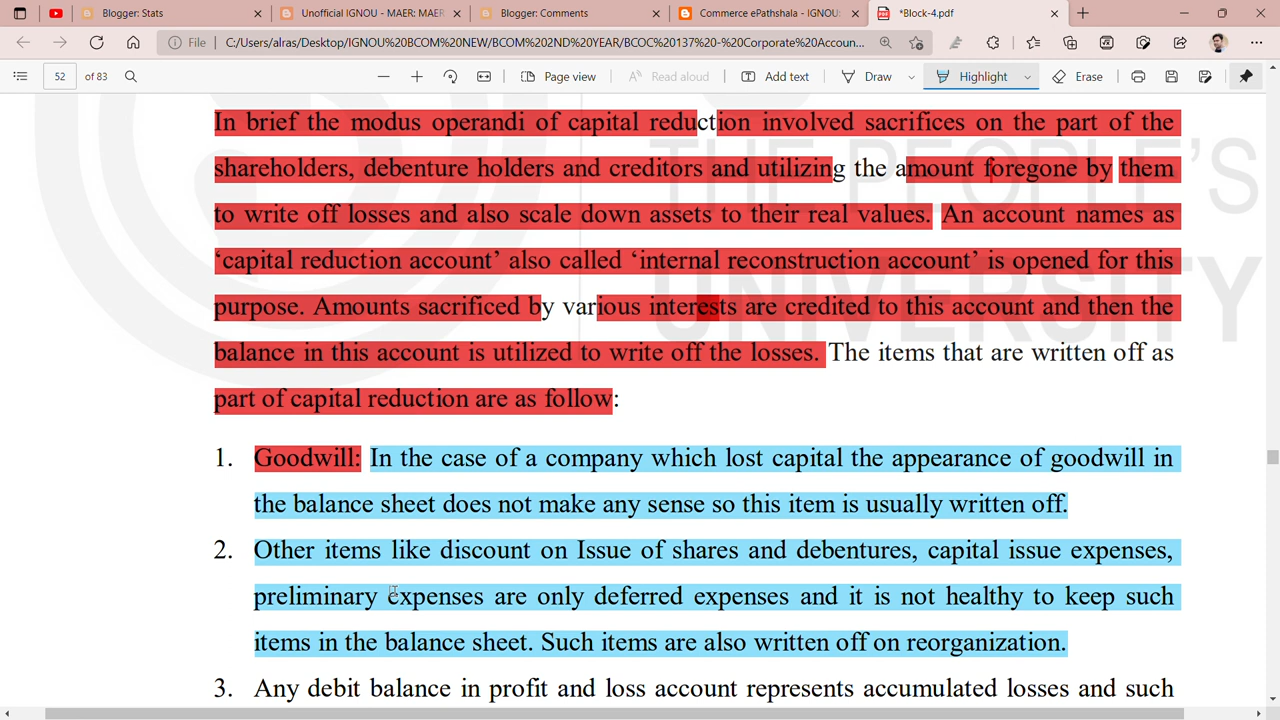 Blogger: Stats
Unofficial IGNOU - MAER: MAER
Blogger: Comments
Commerce ePathshala - IGNOU
*Block-4.pdf
File
C:/Users/alras/Desktop/IGNOU%20BCOM%20NEW/BCOM%202ND%20YEAR/BCOC%20137%20-%20Corporate%20Accoun...
52 of 83
Page view
Read aloud
Add text
Draw
Highlight
Erase
In brief the modus operandi of capital reduction involved sacrifices on the part of the
shareholders, debenture holders and creditors and utilizing the amount foregone by them
to write off losses and also scale down assets to their real values. An account names as
‘capital reduction account’ also called ‘internal reconstruction account’ is opened for this
purpose. Amounts sacrificed by various interests are credited to this account and then the
balance in this account is utilized to write off the losses. The items that are written off as
part of capital reduction are as follow:
1. Goodwill: In the case of a company which lost capital the appearance of goodwill in
the balance sheet does not make any sense so this item is usually written off.
2. Other items like discount on Issue of shares and debentures, capital issue expenses,
preliminary expenses are only deferred expenses and it is not healthy to keep such
items in the balance sheet. Such items are also written off on reorganization.
3. Any debit balance in profit and loss account represents accumulated losses and such
THE PEOPLE’S
UNIVERSITY